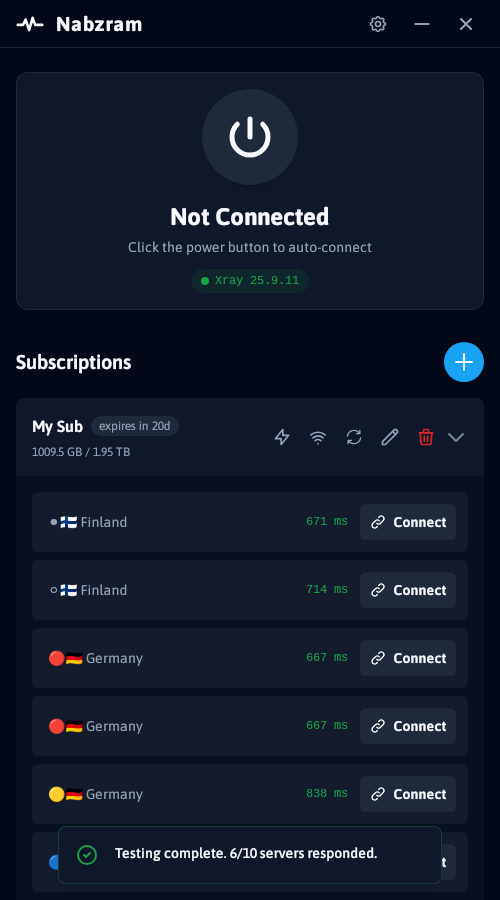 Nabzram
Not Connected
Click the power button to auto-connect
Xray 25.9.11
Subscriptions
My Sub expires in 20d
1009.5 GB / 1.95 TB
Finland 671 ms Connect
Finland 714 ms Connect
Germany 667 ms Connect
Germany 667 ms Connect
Germany 838 ms Connect
Testing complete. 6/10 servers responded.